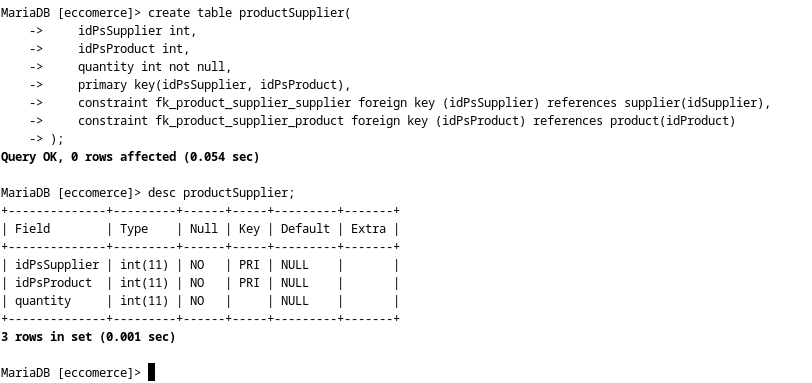 MariaDB [eccomerce]> create table productSupplier(
    ->     idPsSupplier int,
    ->     idPsProduct int,
    ->     quantity int not null,
    ->     primary key(idPsSupplier, idPsProduct),
    ->     constraint fk_product_supplier_supplier foreign key (idPsSupplier) references supplier(idSupplier),
    ->     constraint fk_product_supplier_product foreign key (idPsProduct) references product(idProduct)
    -> );
Query OK, 0 rows affected (0.054 sec)

MariaDB [eccomerce]> desc productSupplier;
+--------------+---------+------+-----+---------+-------+
| Field        | Type    | Null | Key | Default | Extra |
+--------------+---------+------+-----+---------+-------+
| idPsSupplier | int(11) | NO   | PRI | NULL    |       |
| idPsProduct  | int(11) | NO   | PRI | NULL    |       |
| quantity     | int(11) | NO   |     | NULL    |       |
+--------------+---------+------+-----+---------+-------+
3 rows in set (0.001 sec)

MariaDB [eccomerce]>